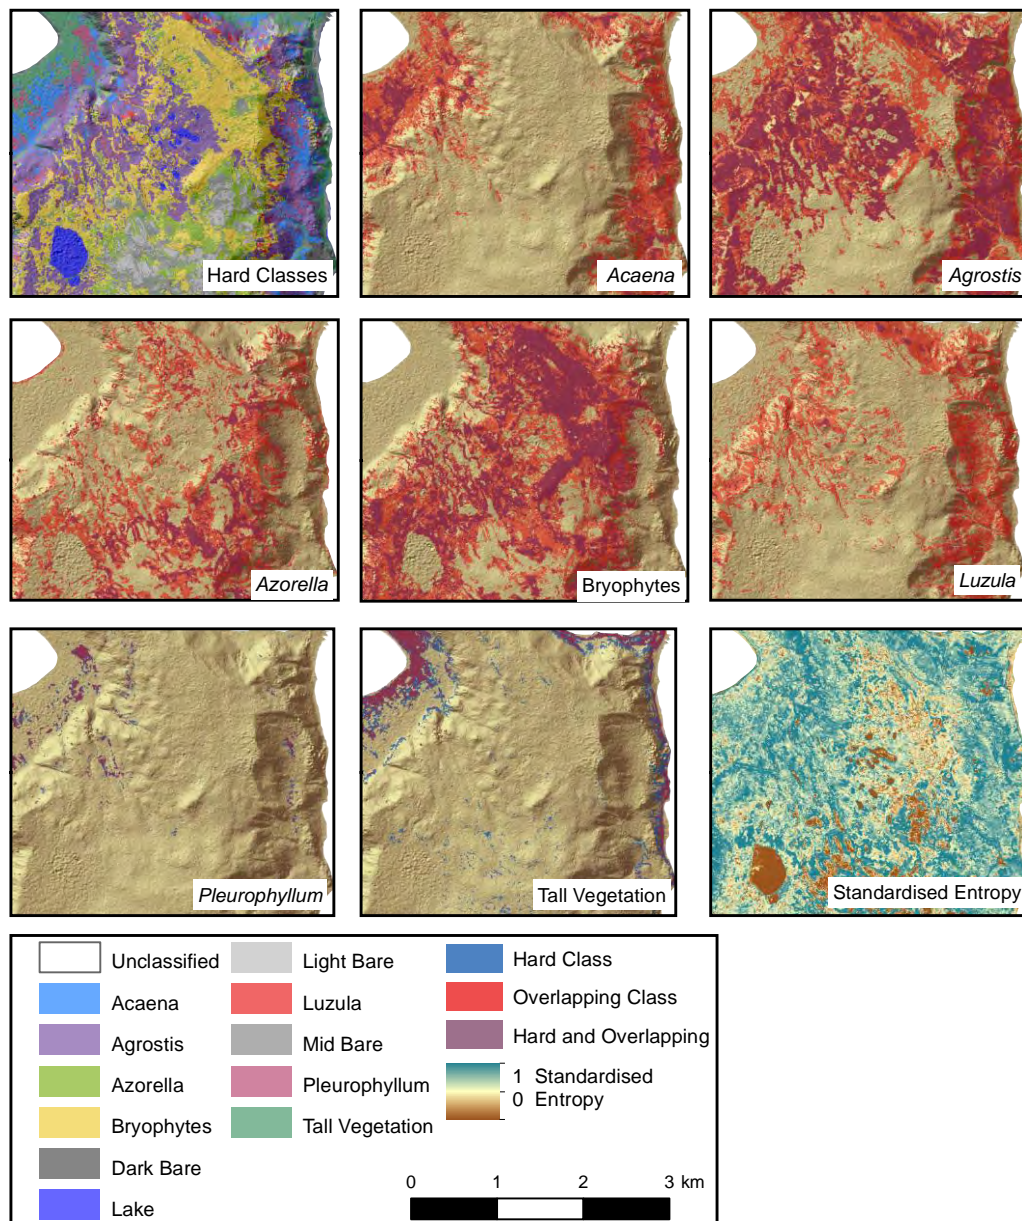 Hard Classes
Acaena
Agrostis
Azorella
Bryophytes
Luzula
Pleurophyllum
Tall Vegetation
Standardised Entropy
Unclassified
Acaena
Agrostis
Azorella
Bryophytes
Dark Bare
Lake
Light Bare
Luzula
Mid Bare
Pleurophyllum
Tall Vegetation
Hard Class
Overlapping Class
Hard and Overlapping
1 Standardised
0 Entropy
0 1 2 3 km